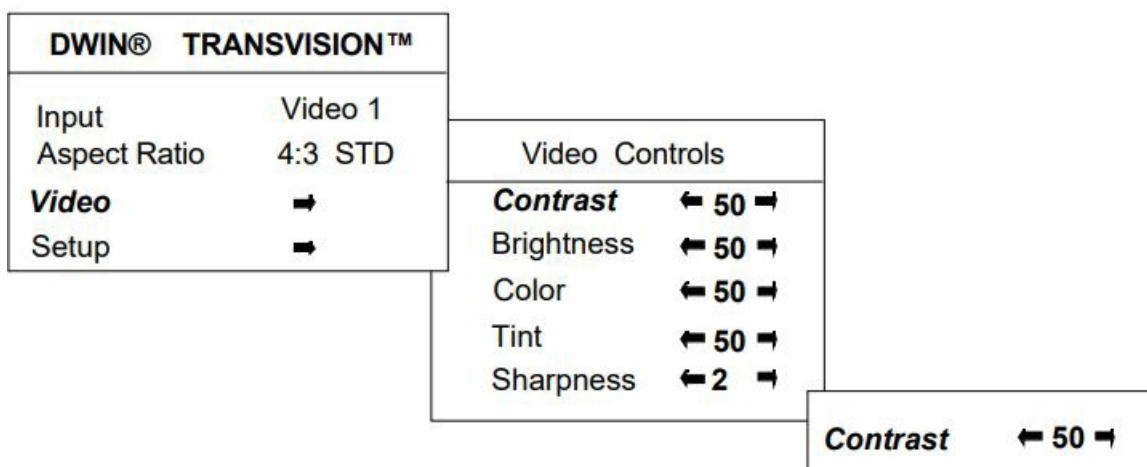 DWIN® TRANSVISION™
Input Video 1
Aspect Ratio 4:3 STD
Video ➡
Setup ➡
Video Controls
Contrast ⬅ 50 ➡
Brightness ⬅ 50 ➡
Color ⬅ 50 ➡
Tint ⬅ 50 ➡
Sharpness ⬅ 2 ➡
Contrast ⬅ 50 ➡